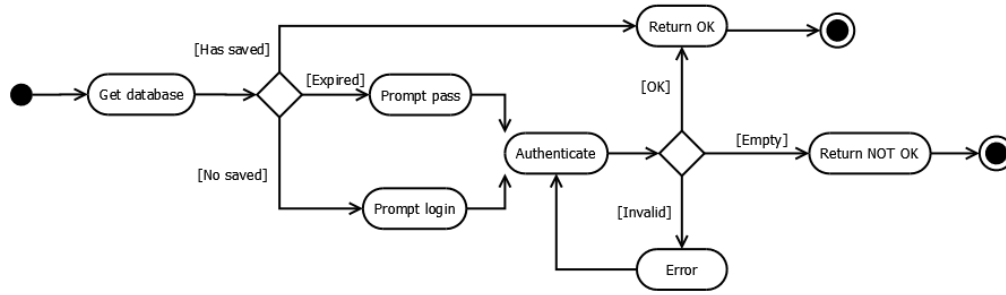 Return OK
[Has saved]
[Expired]
[OK]
Get database
Prompt pass
Authenticate
[Empty]
Return NOT OK
[No saved]
Prompt login
[Invalid]
Error